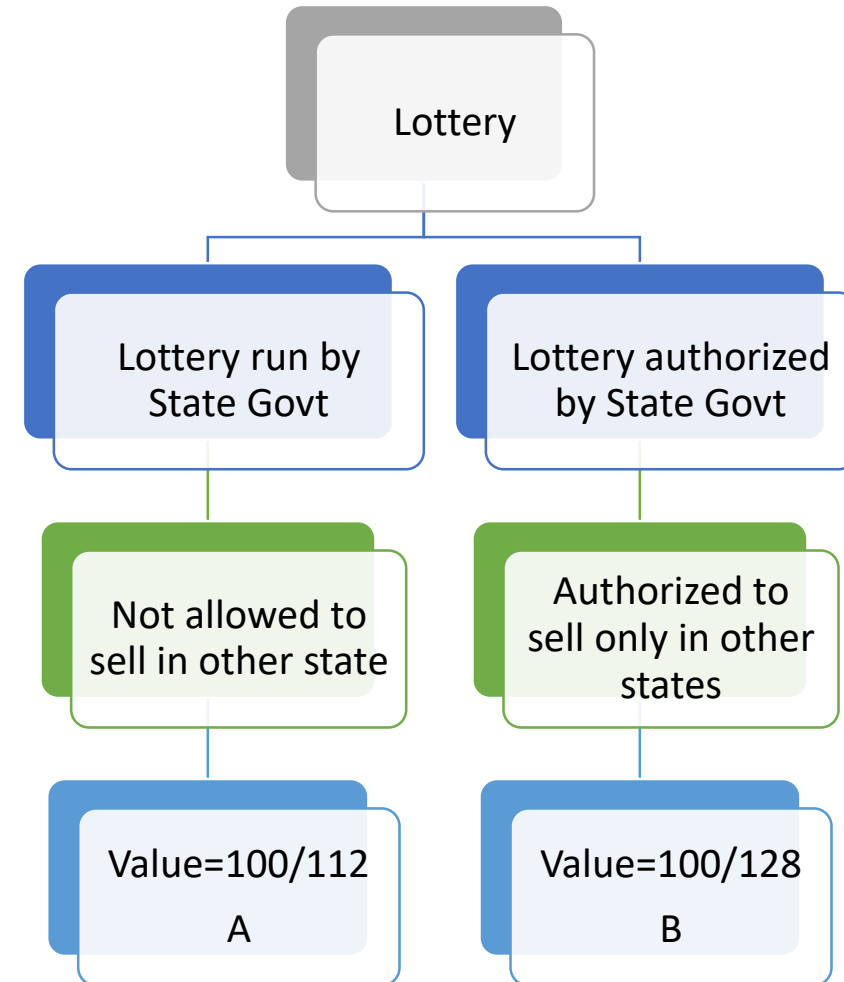 Lottery
Lottery run by
State Govt
Lottery authorized
by State Govt
Not allowed to
sell in other state
Authorized to
sell only in other
states
Value=100/112
A
Value=100/128
B